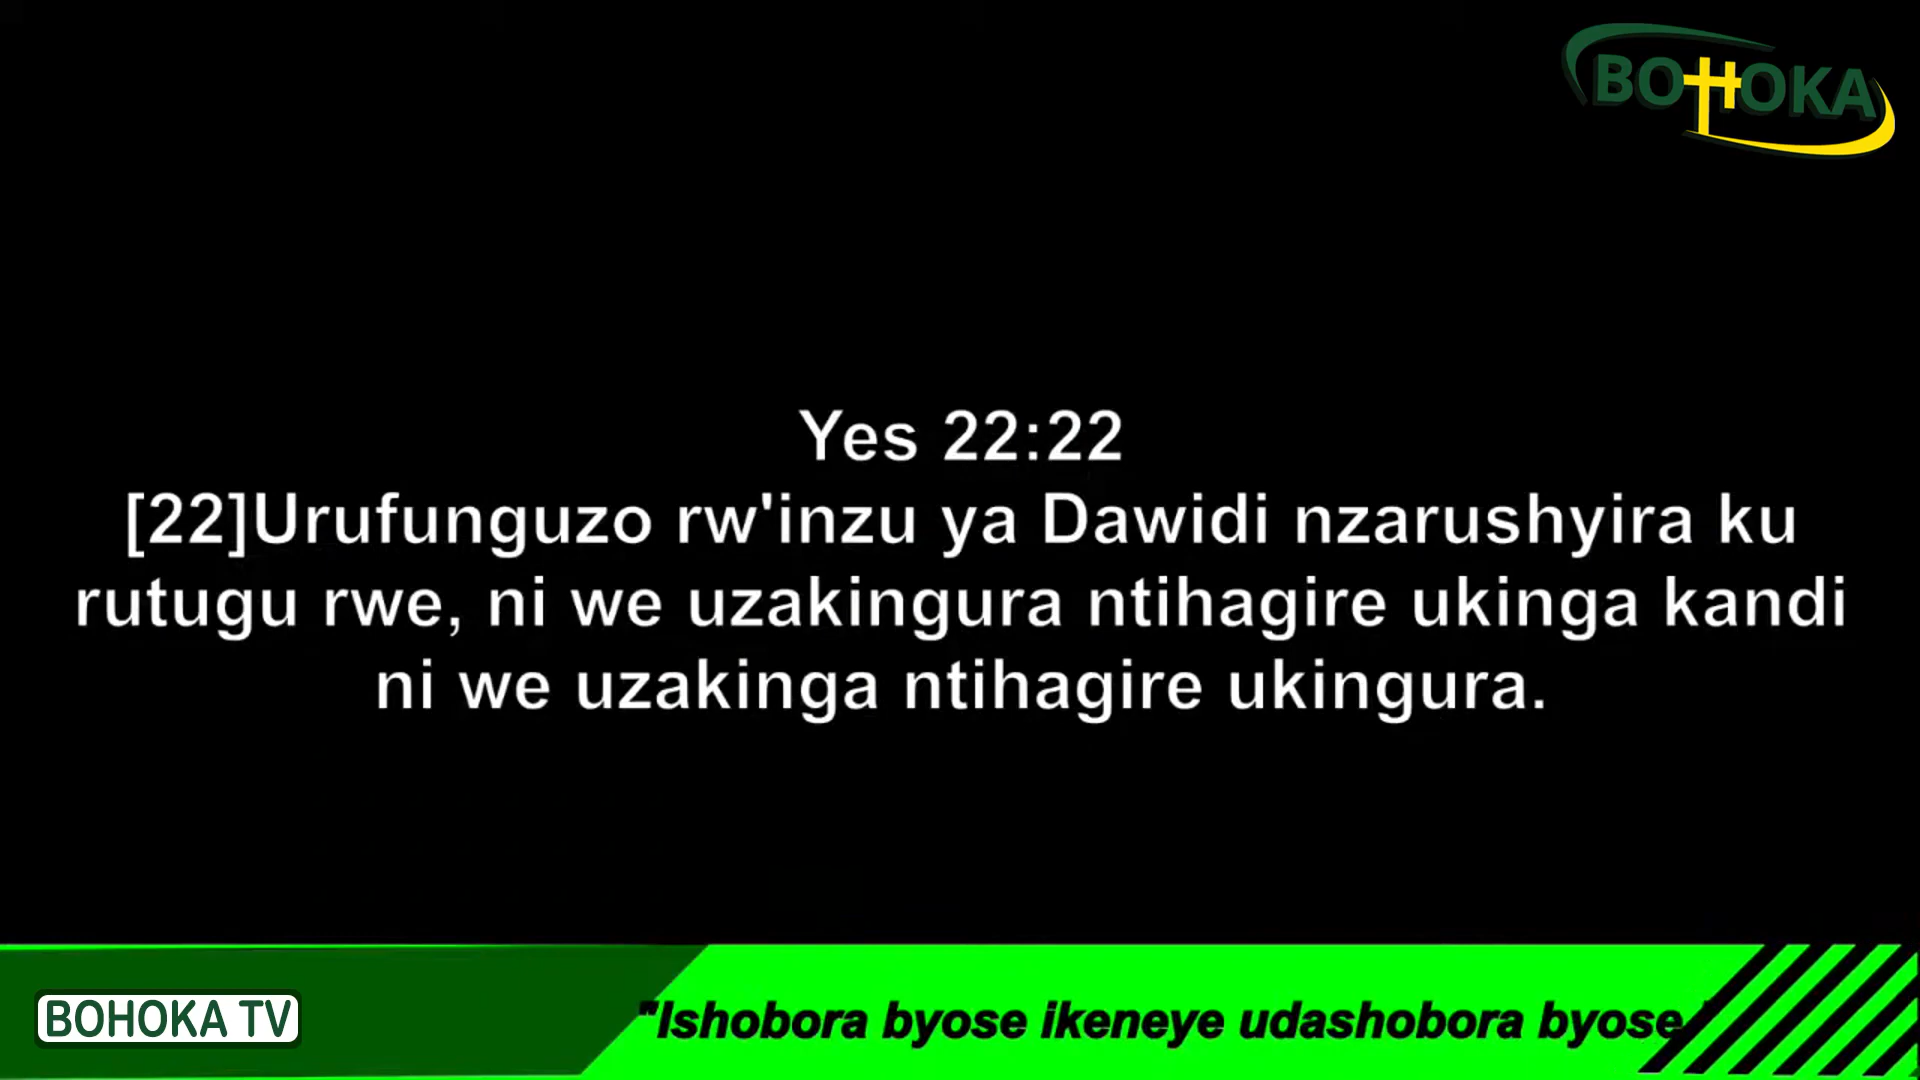 BOHOKA
Yes 22:22
[22]Urufunguzo rw'inzu ya Dawidi nzarushyira ku
rutugu rwe, ni we uzakingura ntihagire ukinga kandi
ni we uzakinga ntihagire ukingura.
BOHOKA TV
"Ishobora byose ikeneye udashobora byose"